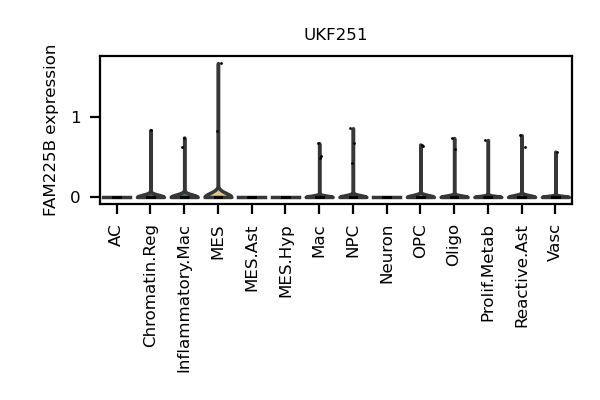 UKF251
FAM225B expression
1
0
AC
Chromatin.Reg
Inflammatory.Mac
MES
MES.Ast
MES.Hyp
Mac
NPC
Neuron
OPC
Oligo
Prolif.Metab
Reactive.Ast
Vasc